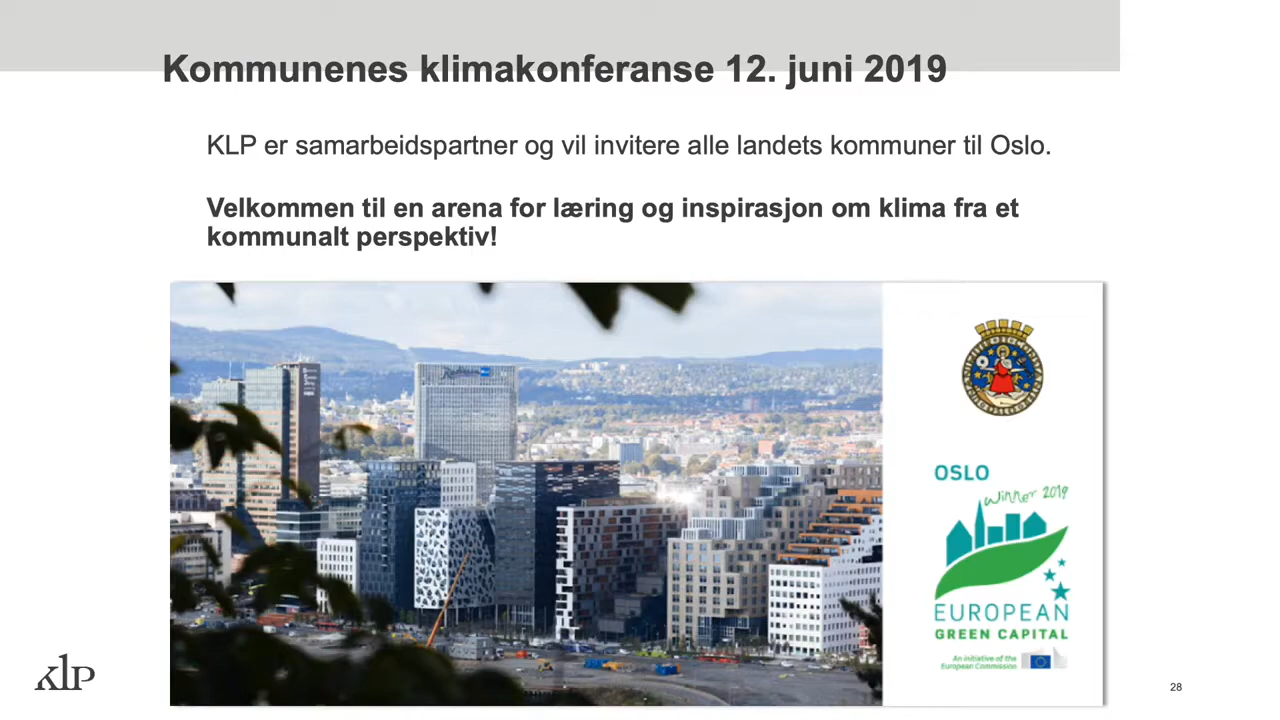 Kommunenes klimakonferanse 12. juni 2019
KLP er samarbeidspartner og vil invitere alle landets kommuner til Oslo.
Velkommen til en arena for læring og inspirasjon om klima fra et
kommunalt perspektiv!
OSLO
Winner 2019
EUROPEAN
GREEN CAPITAL
An initiative of the
European Commission
klp
28